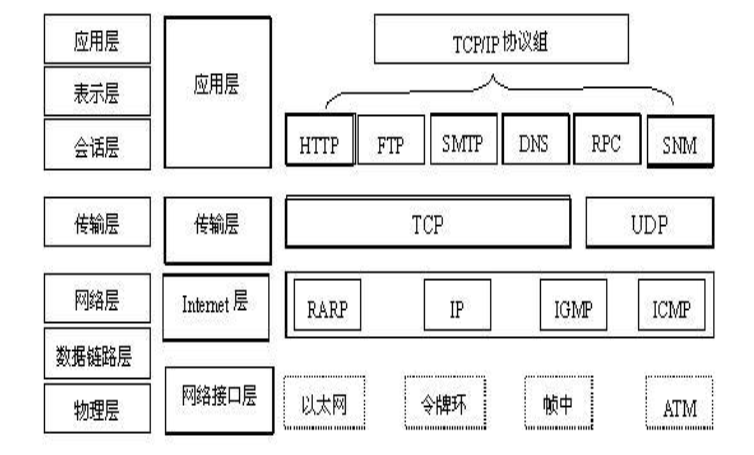 应用层
表示层
会话层
应用层
TCP/IP 协议组
HTTP
FTP
SMTP
DNS
RPC
SNM
传输层
传输层
TCP
UDP
网络层
Internet 层
RARP
IP
IGMP
ICMP
数据链路层
物理层
网络接口层
以太网
令牌环
帧中
ATM